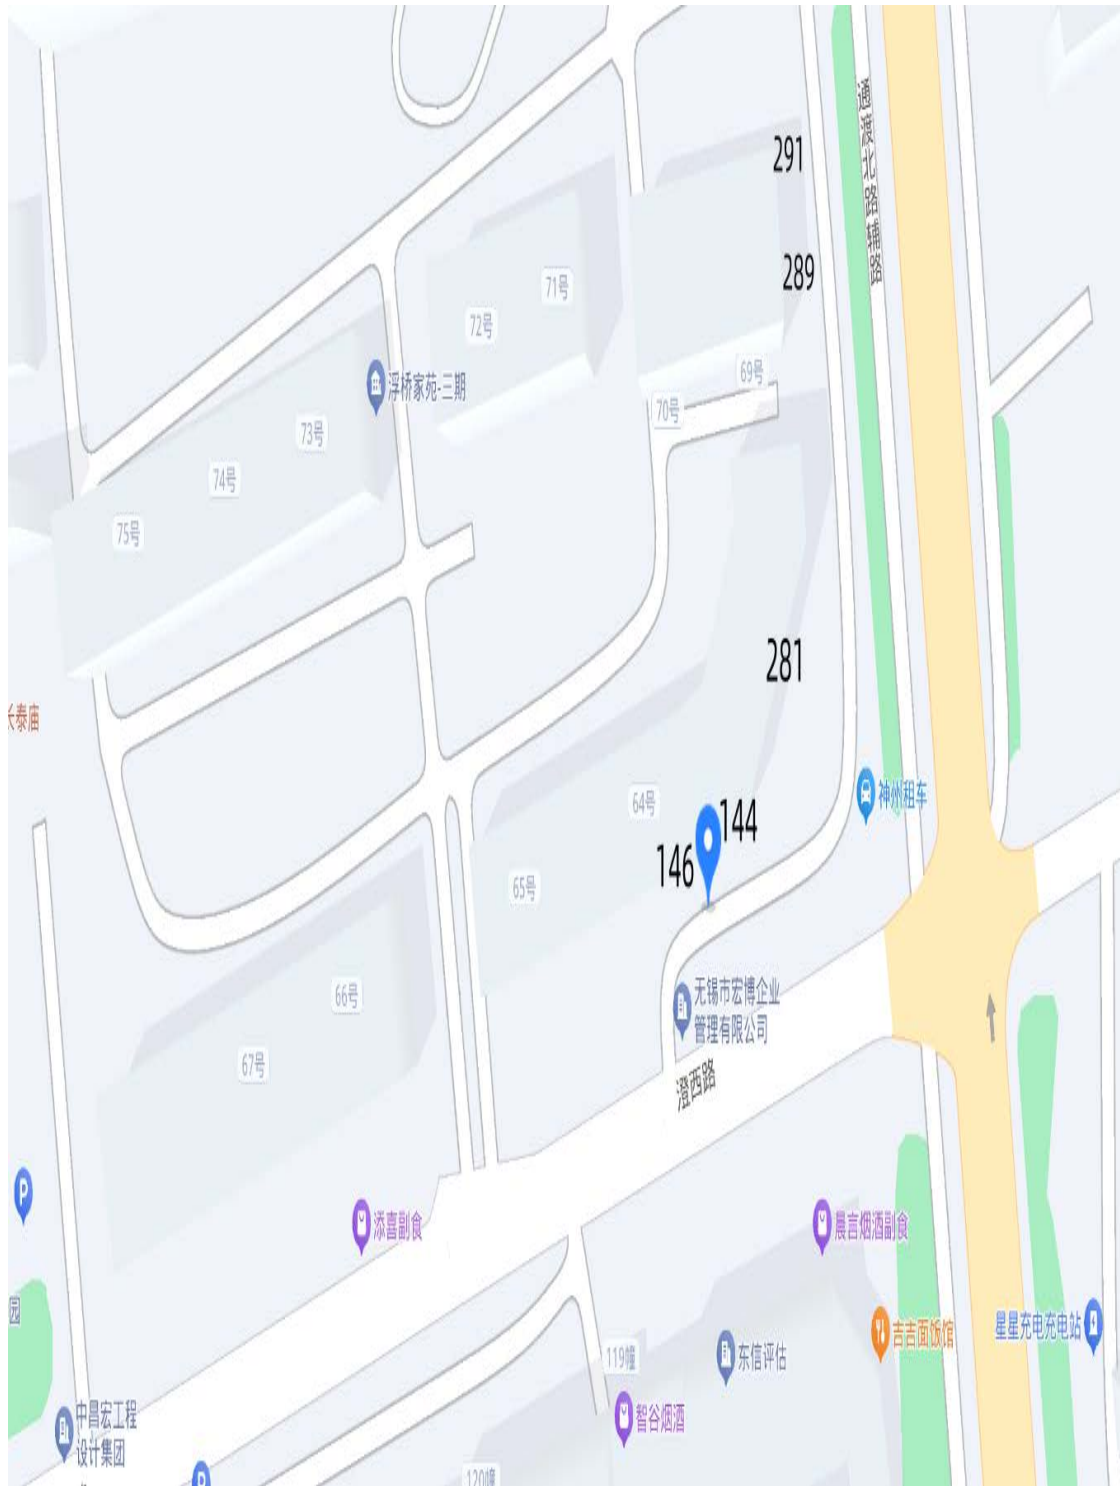 291
通渡北路辅路
289
71号
72号
69号
浮桥家苑-三期
70号
73号
74号
75号
281
长泰庙
神州租车
64号
144
146
65号
66号
无锡市宏博企业
管理有限公司
67号
澄西路
添喜副食
晨言烟酒副食
园
星星充电充电站
吉吉面饭馆
119幢
东信评估
智谷烟酒
中昌宏工程
设计集团
P
P
120幢